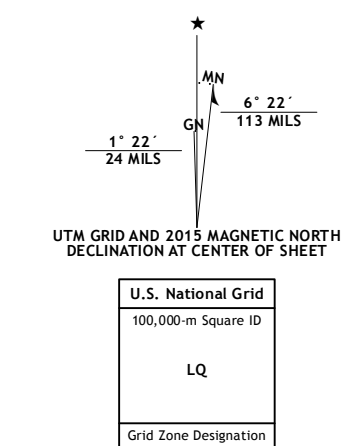 ★
MN
6° 22´
GN
113 MILS
1° 22´
24 MILS
UTM GRID AND 2015 MAGNETIC NORTH
DECLINATION AT CENTER OF SHEET
U.S. National Grid
100,000-m Square ID
LQ
Grid Zone Designation